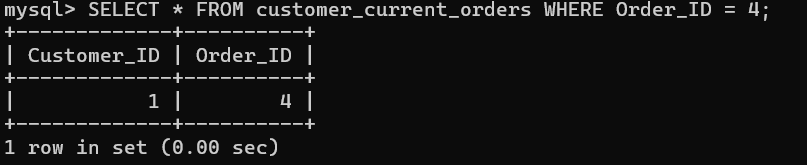 mysql> SELECT * FROM customer_current_orders WHERE Order_ID = 4;
+-------------+----------+
| Customer_ID | Order_ID |
+-------------+----------+
|           1 |        4 |
+-------------+----------+
1 row in set (0.00 sec)